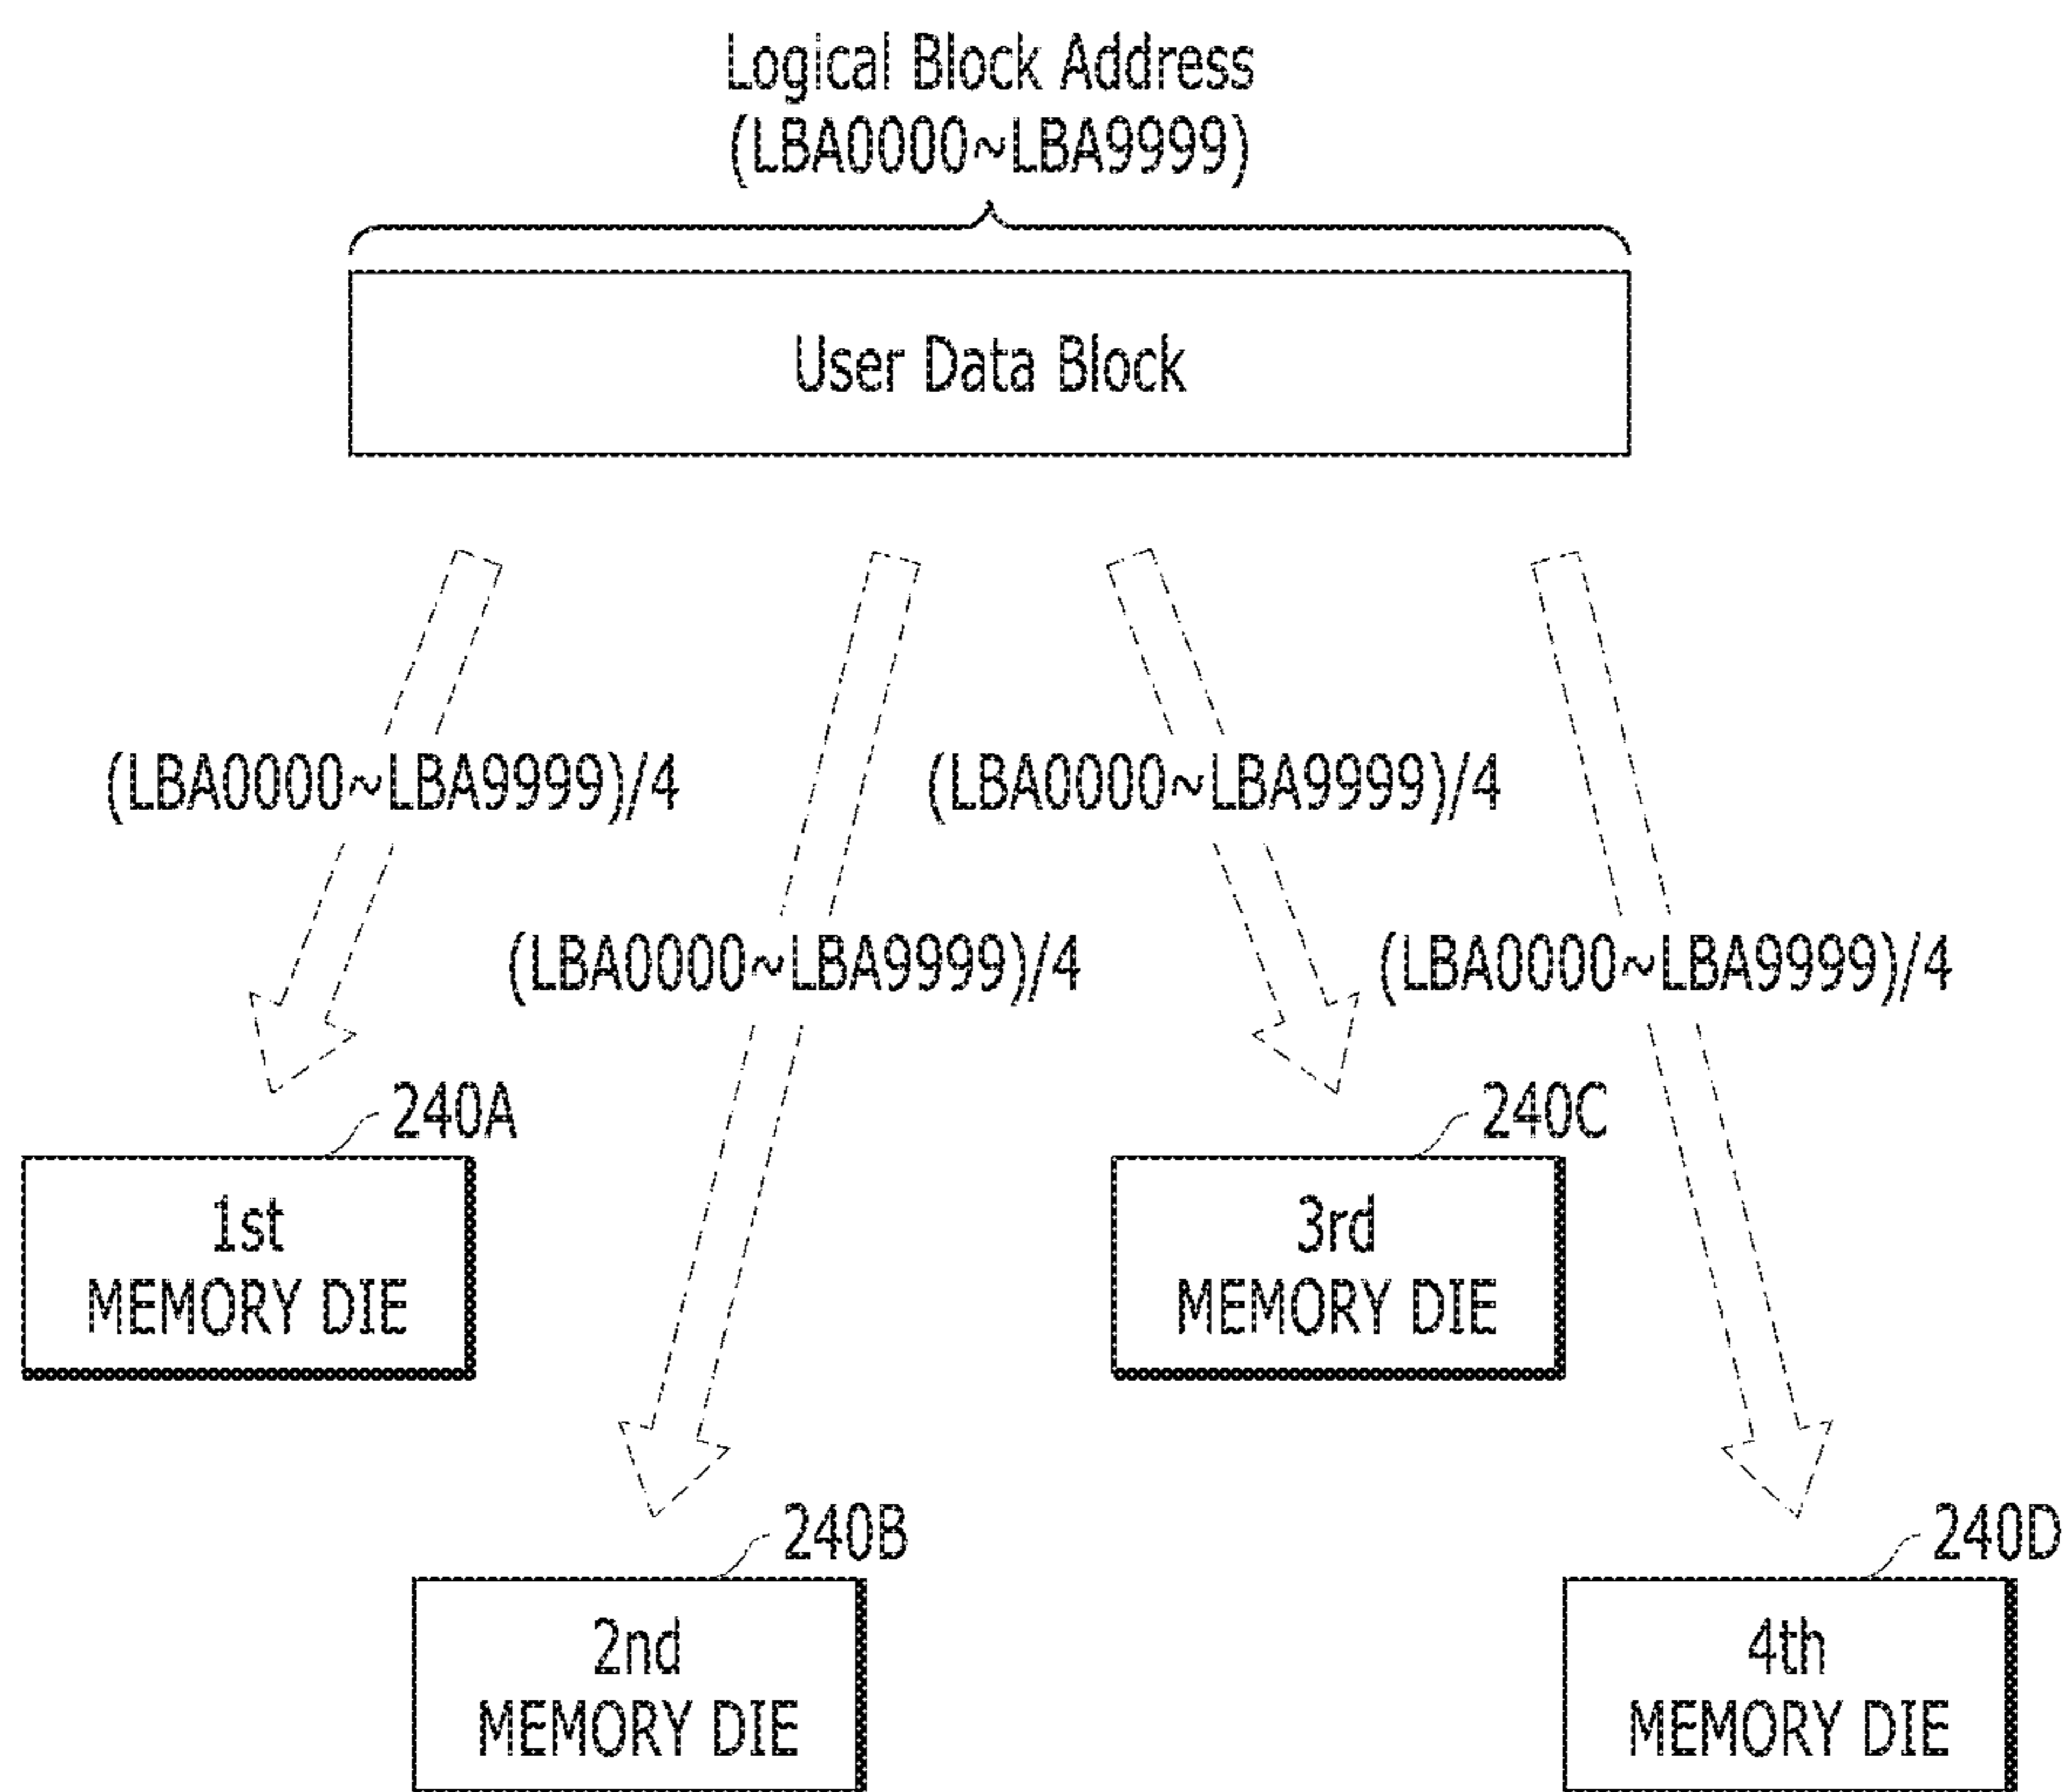 Logical Block Address
(LBA0000~LBA9999)
User Data Block
(LBA0000~LBA9999)/4
(LBA0000~LBA9999)/4
(LBA0000~LBA9999)/4
(LBA0000~LBA9999)/4
240A
1st
MEMORY DIE
240C
3rd
MEMORY DIE
240B
2nd
MEMORY DIE
240D
4th
MEMORY DIE